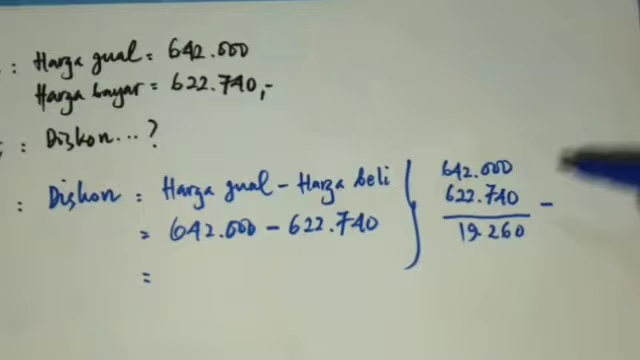 : Harga jual = 642.000
Harga bayar = 622.740,-
: Diskon...?
: Diskon = Harga jual - Harga beli
= 642.000 - 622.740
=
642.000
622.740 -
19.260